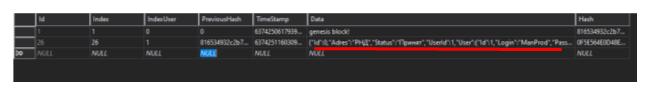 Id Index IndexUser PreviousHash TimeStamp Data Hash
1 1 0 0 6374250617939... genesis block! 816534932c2b7...
26 26 1 816534932c2b7... 6374251160309... {"Id":0,"Adres":"РНД","Status":"Принят","UserId":1,"User":{"Id":1,"Login":"ManProd","Pass... 0F5E564E0D48E...
NULL NULL NULL NULL NULL NULL NULL